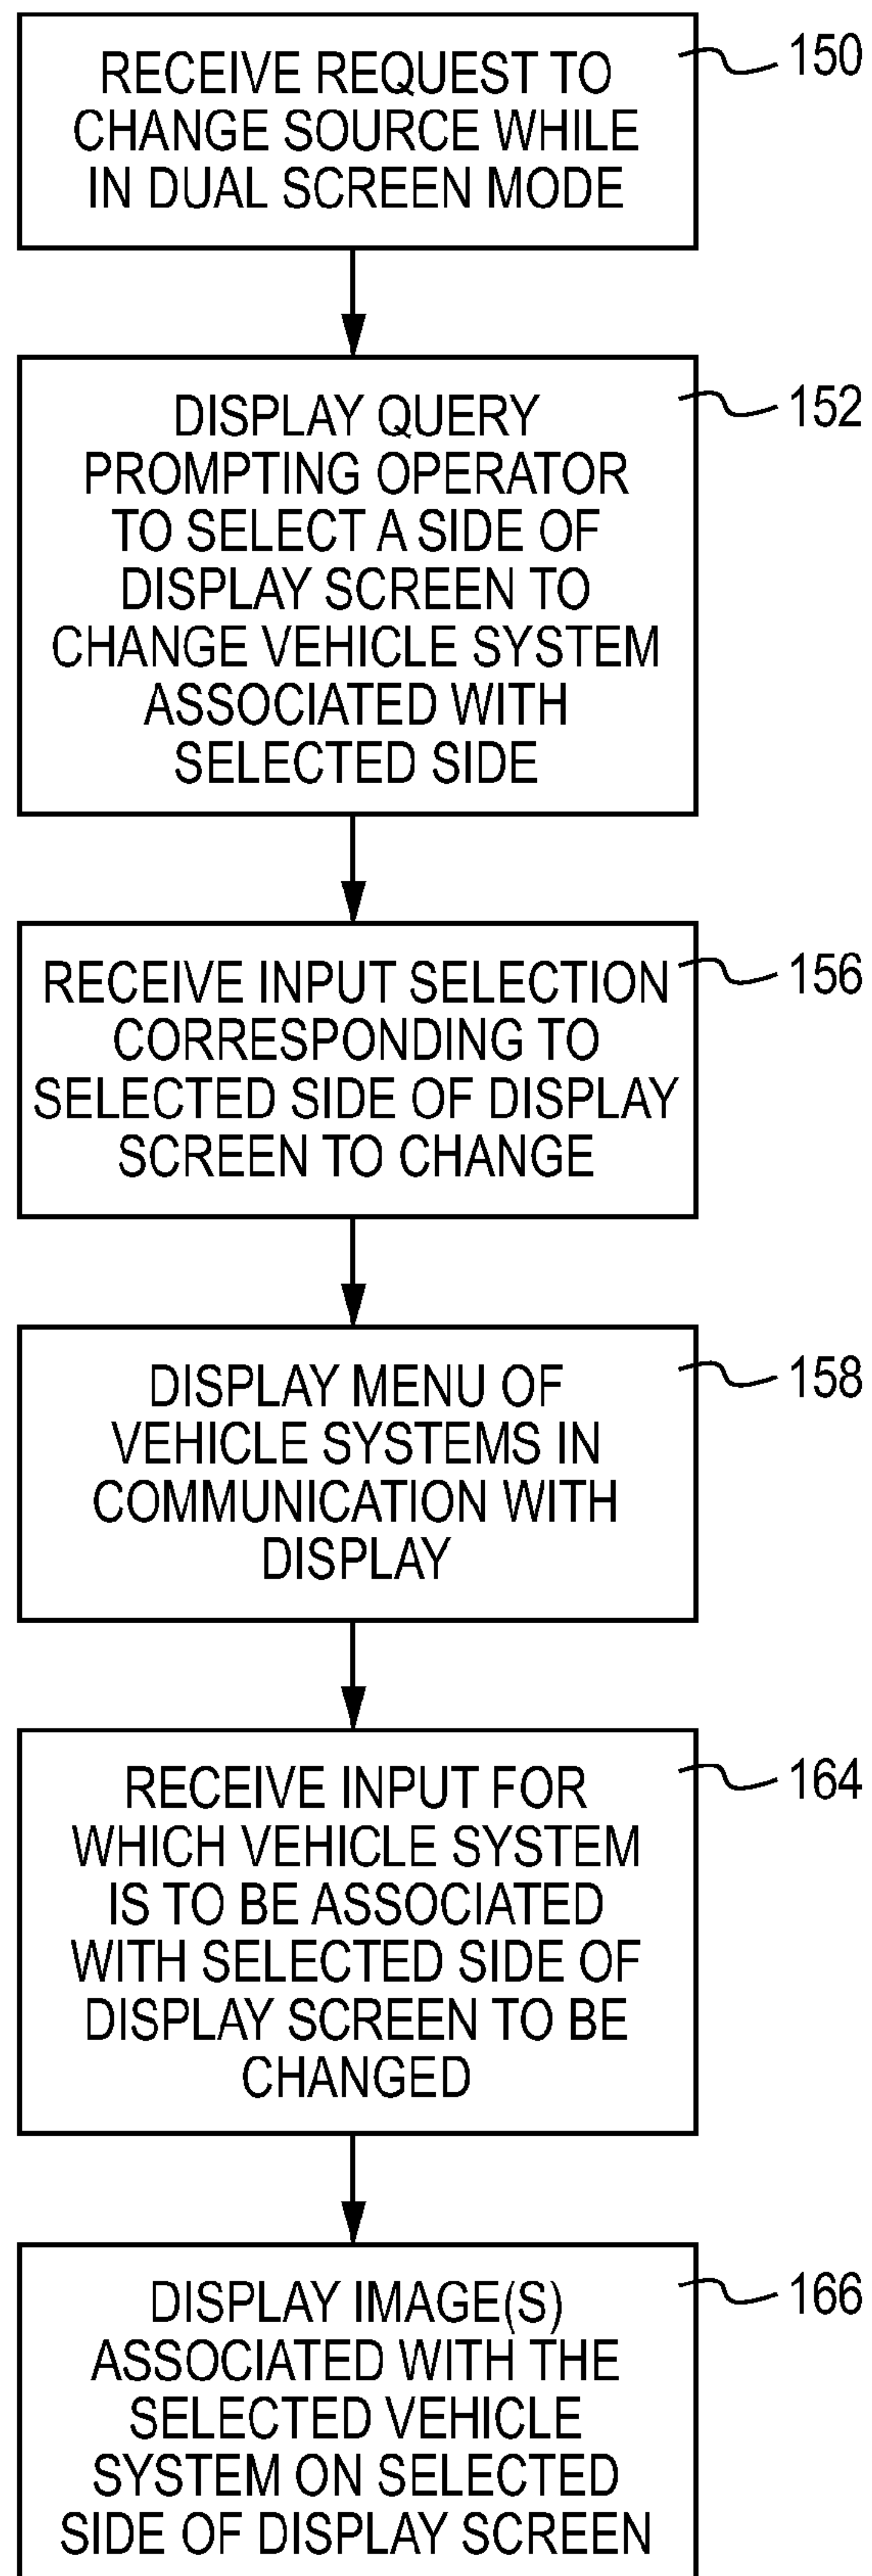 RECEIVE REQUEST TO
CHANGE SOURCE WHILE
IN DUAL SCREEN MODE
150
DISPLAY QUERY
PROMPTING OPERATOR
TO SELECT A SIDE OF
DISPLAY SCREEN TO
CHANGE VEHICLE SYSTEM
ASSOCIATED WITH
SELECTED SIDE
152
RECEIVE INPUT SELECTION
CORRESPONDING TO
SELECTED SIDE OF DISPLAY
SCREEN TO CHANGE
156
DISPLAY MENU OF
VEHICLE SYSTEMS IN
COMMUNICATION WITH
DISPLAY
158
RECEIVE INPUT FOR
WHICH VEHICLE SYSTEM
IS TO BE ASSOCIATED
WITH SELECTED SIDE OF
DISPLAY SCREEN TO BE
CHANGED
164
DISPLAY IMAGE(S)
ASSOCIATED WITH THE
SELECTED VEHICLE
SYSTEM ON SELECTED
SIDE OF DISPLAY SCREEN
166